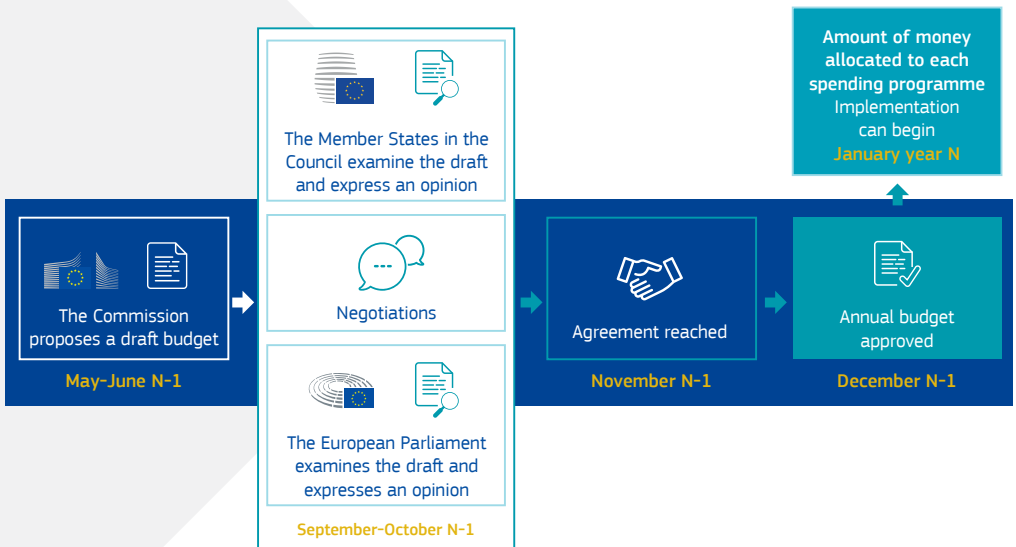 The Commission
proposes a draft budget
May-June N-1
The Member States in the
Council examine the draft
and express an opinion
Negotiations
The European Parliament
examines the draft and
expresses an opinion
September-October N-1
Agreement reached
November N-1
Annual budget
approved
December N-1
Amount of money
allocated to each
spending programme
Implementation
can begin
January year N